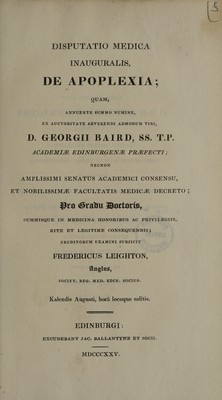 5
DISPUTATIO MEDICA
INAUGURALIS,
DE APOPLEXIA;
QUAM,
ANNUENTE SUMMO NUMINE,
EX AUCTORITATE REVERENDI ADMODUM VIRI,
D. GEORGII BAIRD, SS. T.P.
ACADEMIÆ EDINBURGENÆ PRÆFECTI;
NECNON
AMPLISSIMI SENATUS ACADEMICI CONSENSU,
ET NOBILISSIMÆ FACULTATIS MEDICÆ DECRETO;
Pro Gradu Doctoris,
SUMMISQUE IN MEDICINA HONORIBUS AC PRIVILEGIIS,
RITE ET LEGITIME CONSEQUENDIS;
ERUDITORUM EXAMINI SUBJICIT
FREDERICUS LEIGHTON,
Anglus,
SOCIET. REG. MED. EDIN. SOCIUS.
Kalendis Augusti, horâ locoque solitis.
EDINBURGI:
EXCUDEBANT JAC. BALLANTYNE ET SOCII.
MDCCCXXV.